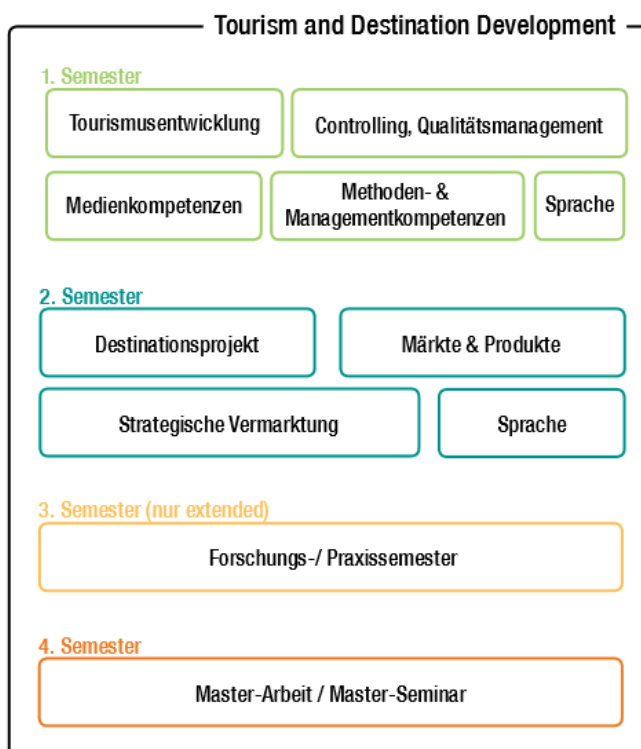 Tourism and Destination Development
1. Semester
Tourismusentwicklung
Controlling, Qualitätsmanagement
Medienkompetenzen
Methoden- &
Managementkompetenzen
Sprache
2. Semester
Destinationsprojekt
Märkte & Produkte
Strategische Vermarktung
Sprache
3. Semester (nur extended)
Forschungs-/ Praxissemester
4. Semester
Master-Arbeit / Master-Seminar